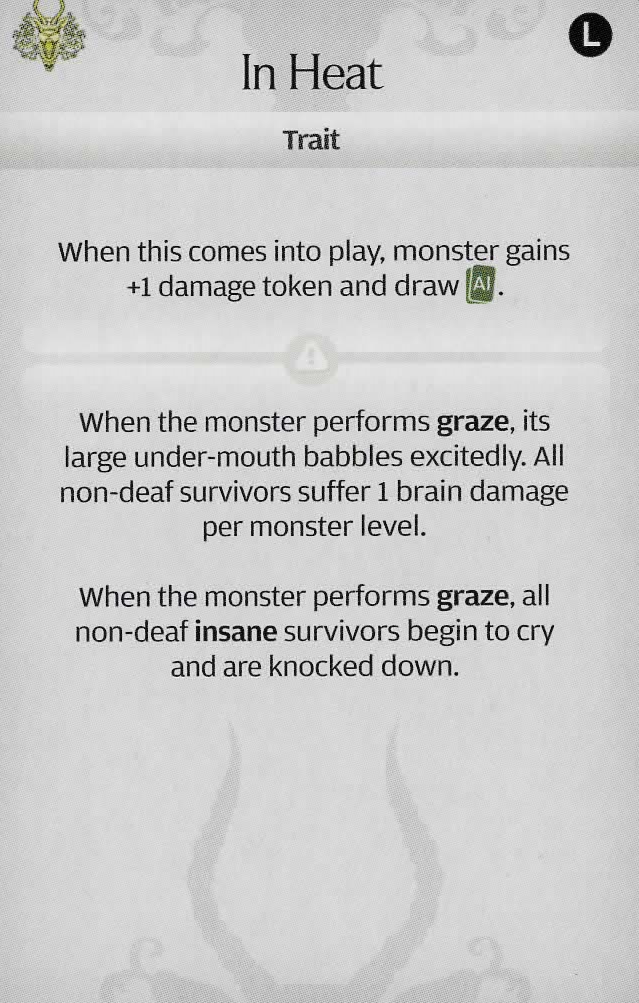 L
In Heat
Trait
When this comes into play, monster gains
+1 damage token and draw AI.
When the monster performs graze, its
large under-mouth babbles excitedly. All
non-deaf survivors suffer 1 brain damage
per monster level.
When the monster performs graze, all
non-deaf insane survivors begin to cry
and are knocked down.